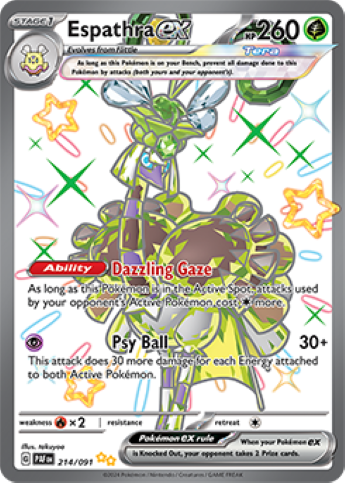 STAGE 1
Espathra ex HP 260
Evolves from Flittle
Tera
As long as this Pokémon is on your Bench, prevent all damage done to this
Pokémon by attacks (both yours and your opponent's).
Ability Dazzling Gaze
As long as this Pokémon is in the Active Spot, attacks
used by your opponent's Active Pokémon cost more.
Psy Ball 30+
This attack does 30 more damage for each Energy attached
to both Active Pokémon.
weakness ×2 resistance retreat
Pokémon ex rule
When your Pokémon ex
is Knocked Out, your opponent takes 2 Prize cards.
Illus. takuyoa
G PAF EN 214/091
©2024 Pokémon / Nintendo / Creatures / GAME FREAK